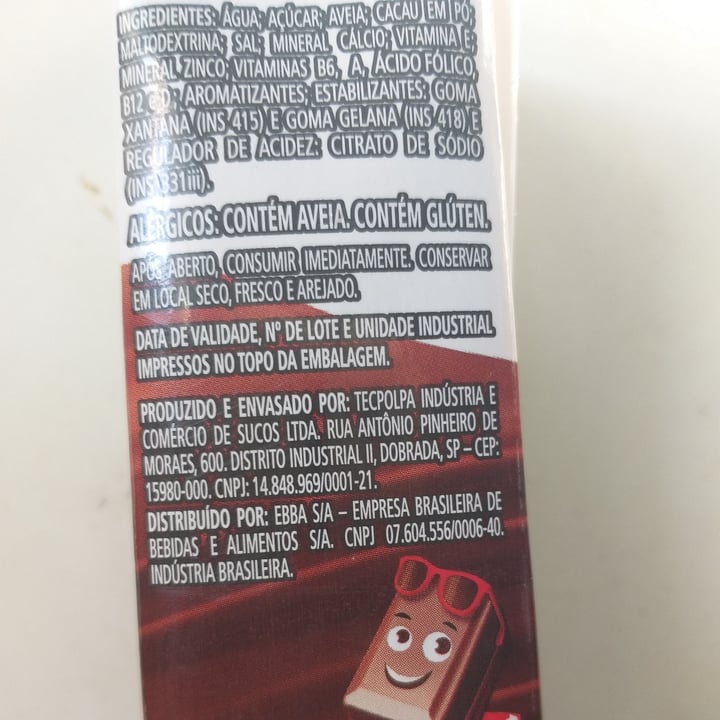 INGREDIENTES: ÁGUA; AÇÚCAR; AVEIA; CACAU EM PÓ;
MALTODEXTRINA; SAL; MINERAL CÁLCIO; VITAMINA E;
MINERAL ZINCO; VITAMINAS B6, A, ÁCIDO FÓLICO,
B12 D; AROMATIZANTES; ESTABILIZANTES: GOMA
XANTANA (INS 415) E GOMA GELANA (INS 418) E
REGULADOR DE ACIDEZ: CITRATO DE SÓDIO
(INS 331iii).
ALÉRGICOS: CONTÉM AVEIA. CONTÉM GLÚTEN.
APÓS ABERTO, CONSUMIR IMEDIATAMENTE. CONSERVAR
EM LOCAL SECO, FRESCO E AREJADO.
DATA DE VALIDADE, Nº DE LOTE E UNIDADE INDUSTRIAL
IMPRESSOS NO TOPO DA EMBALAGEM.
PRODUZIDO E ENVASADO POR: TECPOLPA INDÚSTRIA E
COMÉRCIO DE SUCOS LTDA. RUA ANTÔNIO PINHEIRO DE
MORAES, 600. DISTRITO INDUSTRIAL II, DOBRADA, SP – CEP:
15980-000. CNPJ: 14.848.969/0001-21.
DISTRIBUÍDO POR: EBBA S/A – EMPRESA BRASILEIRA DE
BEBIDAS E ALIMENTOS S/A. CNPJ 07.604.556/0006-40.
INDÚSTRIA BRASILEIRA.